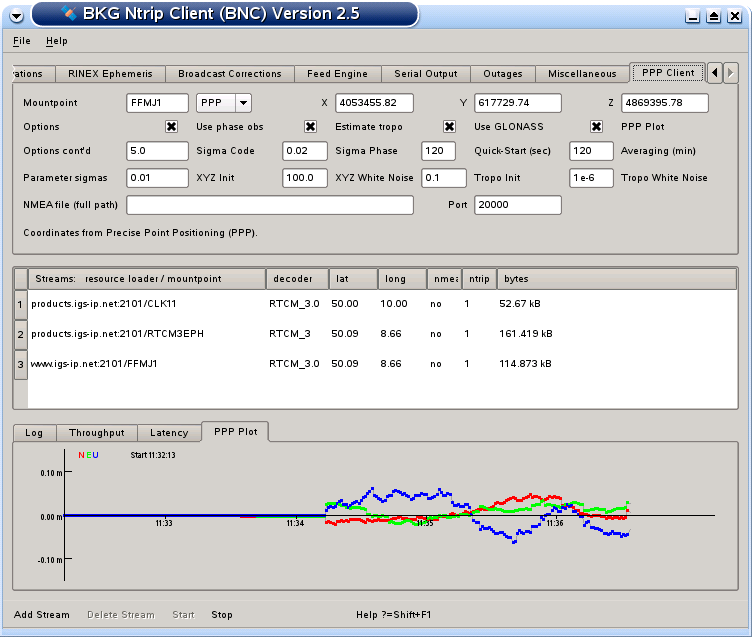 BKG Ntrip Client (BNC) Version 2.5
File Help
ations RINEX Ephemeris Broadcast Corrections Feed Engine Serial Output Outages Miscellaneous PPP Client
Mountpoint FFMJ1 PPP X 4053455.82 Y 617729.74 Z 4869395.78
Options Use phase obs Estimate tropo Use GLONASS PPP Plot
Options cont'd 5.0 Sigma Code 0.02 Sigma Phase 120 Quick-Start (sec) 120 Averaging (min)
Parameter sigmas 0.01 XYZ Init 100.0 XYZ White Noise 0.1 Tropo Init 1e-6 Tropo White Noise
NMEA file (full path) Port 20000
Coordinates from Precise Point Positioning (PPP).
Streams: resource loader / mountpoint decoder lat long nmea ntrip bytes
1 products.igs-ip.net:2101/CLK11 RTCM_3.0 50.00 10.00 no 1 52.67 kB
2 products.igs-ip.net:2101/RTCM3EPH RTCM_3 50.09 8.66 no 1 161.419 kB
3 www.igs-ip.net:2101/FFMJ1 RTCM_3.0 50.09 8.66 no 1 114.873 kB
Log Throughput Latency PPP Plot
N E U Start 11:32:13
0.10 m
0.00 m
11:33 11:34 11:35 11:36
-0.10 m
Add Stream Delete Stream Start Stop Help ?=Shift+F1